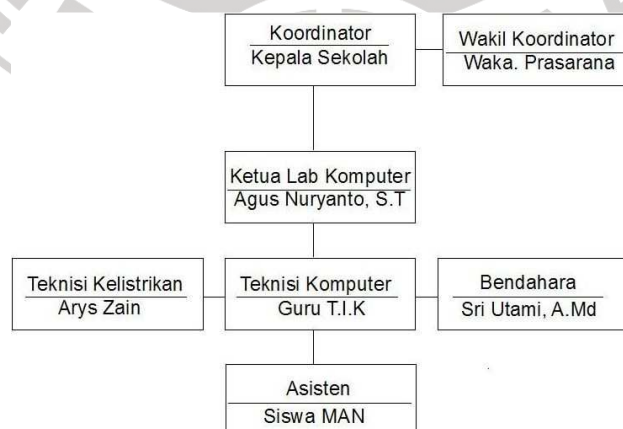 Koordinator
Kepala Sekolah
Wakil Koordinator
Waka. Prasarana
Ketua Lab Komputer
Agus Nuryanto, S.T
Teknisi Kelistrikan
Arys Zain
Teknisi Komputer
Guru T.I.K
Bendahara
Sri Utami, A.Md
Asisten
Siswa MAN